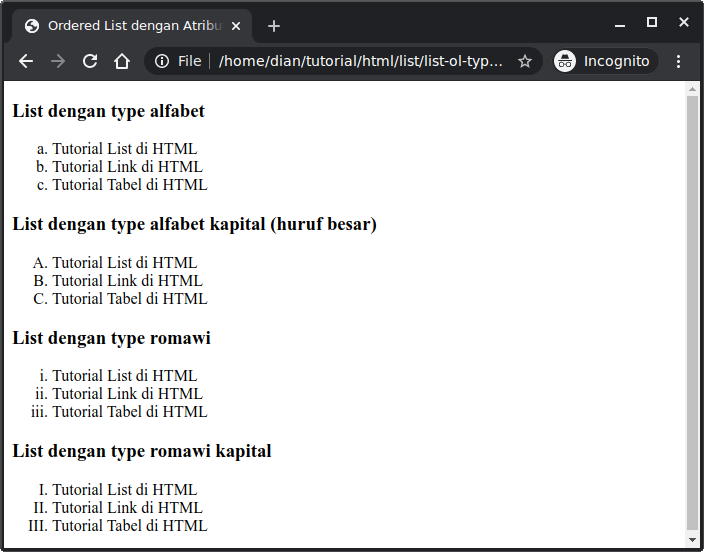 Ordered List dengan Atribu
File
/home/dian/tutorial/html/list/list-ol-typ...
Incognito
List dengan type alfabet
a. Tutorial List di HTML
b. Tutorial Link di HTML
c. Tutorial Tabel di HTML
List dengan type alfabet kapital (huruf besar)
A. Tutorial List di HTML
B. Tutorial Link di HTML
C. Tutorial Tabel di HTML
List dengan type romawi
i. Tutorial List di HTML
ii. Tutorial Link di HTML
iii. Tutorial Tabel di HTML
List dengan type romawi kapital
I. Tutorial List di HTML
II. Tutorial Link di HTML
III. Tutorial Tabel di HTML